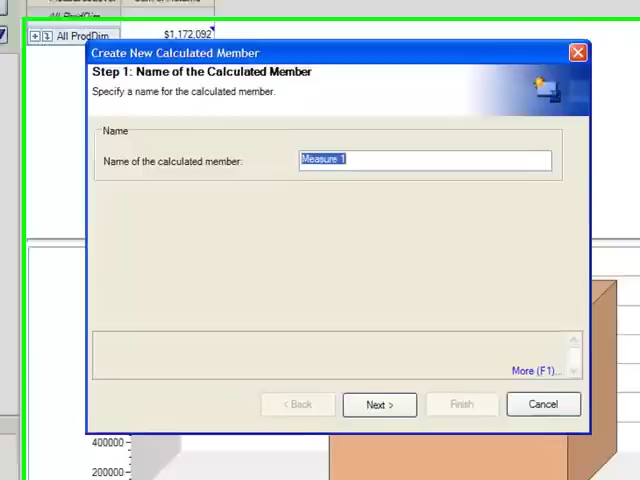 All ProdDim
All ProdDim
$1,172,092
Create New Calculated Member
Step 1: Name of the Calculated Member
Specify a name for the calculated member.
Name
Name of the calculated member:
Measure 1
More (F1)...
< Back
Next >
Finish
Cancel
400000
200000